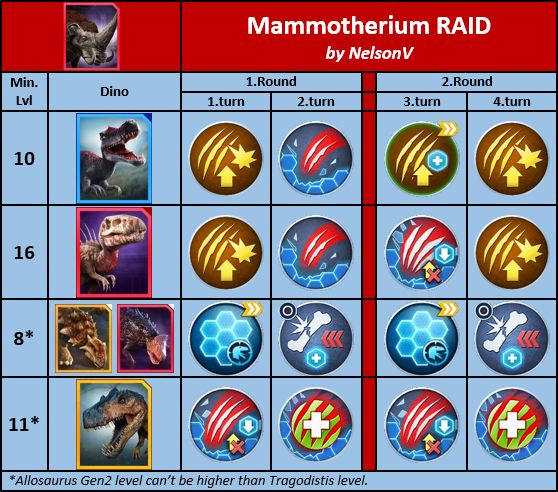 Mammotherium RAID
by NelsonV
Min.
Lvl
Dino
1.Round
2.Round
1.turn
2.turn
3.turn
4.turn
10
16
8*
11*
*Allosaurus Gen2 level can't be higher than Tragodistis level.